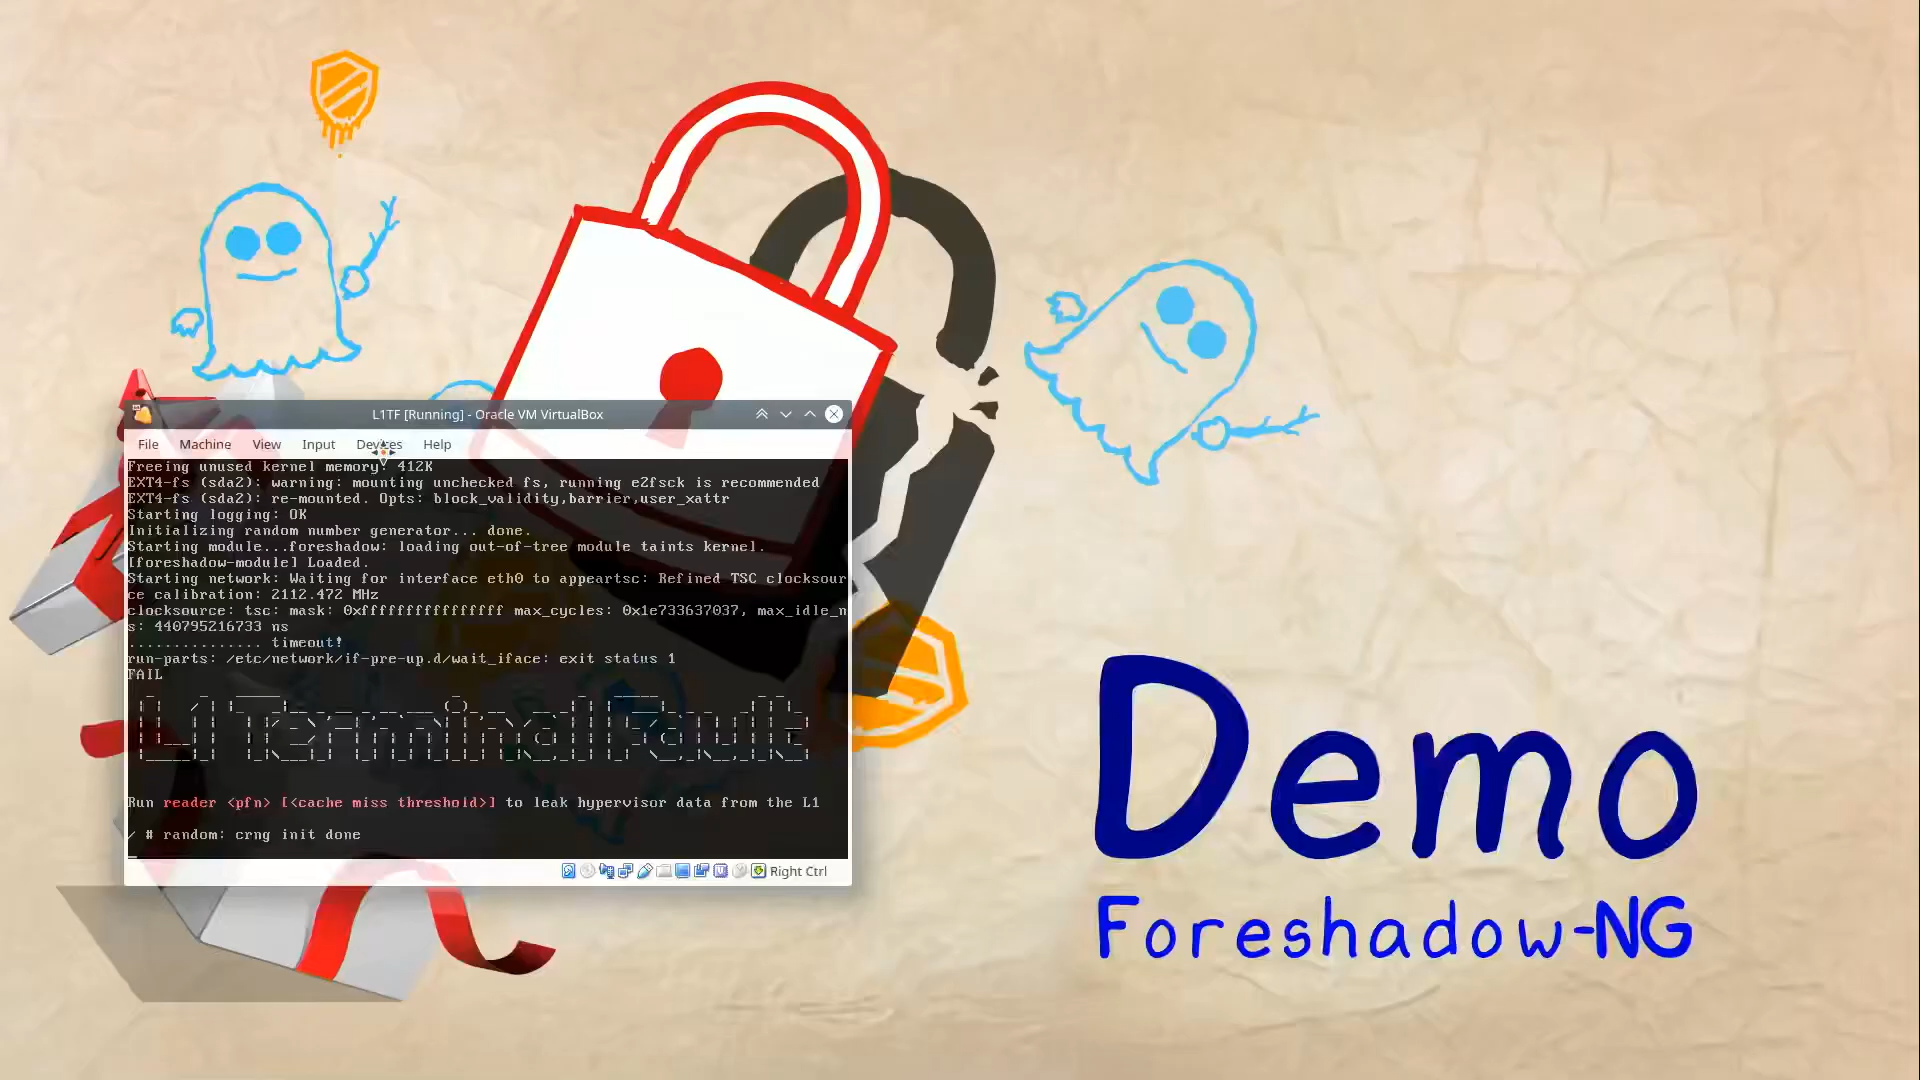 L1TF [Running] - Oracle VM VirtualBox
File Machine View Input Devices Help
Freeing unused kernel memory: 412K
EXT4-fs (sda2): warning: mounting unchecked fs, running e2fsck is recommended
EXT4-fs (sda2): re-mounted. Opts: block_validity,barrier,user_xattr
Starting logging: OK
Initializing random number generator... done.
Starting module...foreshadow: loading out-of-tree module taints kernel.
[foreshadow-module] Loaded.
Starting network: Waiting for interface eth0 to appeartsc: Refined TSC clocksour
ce calibration: 2112.472 MHz
clocksource: tsc: mask: 0xffffffffffffffff max_cycles: 0x1e733637037, max_idle_n
s: 440795216733 ns
............... timeout!
run-parts: /etc/network/if-pre-up.d/wait_iface: exit status 1
FAIL
L1 Terminal Fault
Run reader <pfn> [<cache miss threshold>] to leak hypervisor data from the L1
/ # random: crng init done
Right Ctrl
Demo
Foreshadow-NG